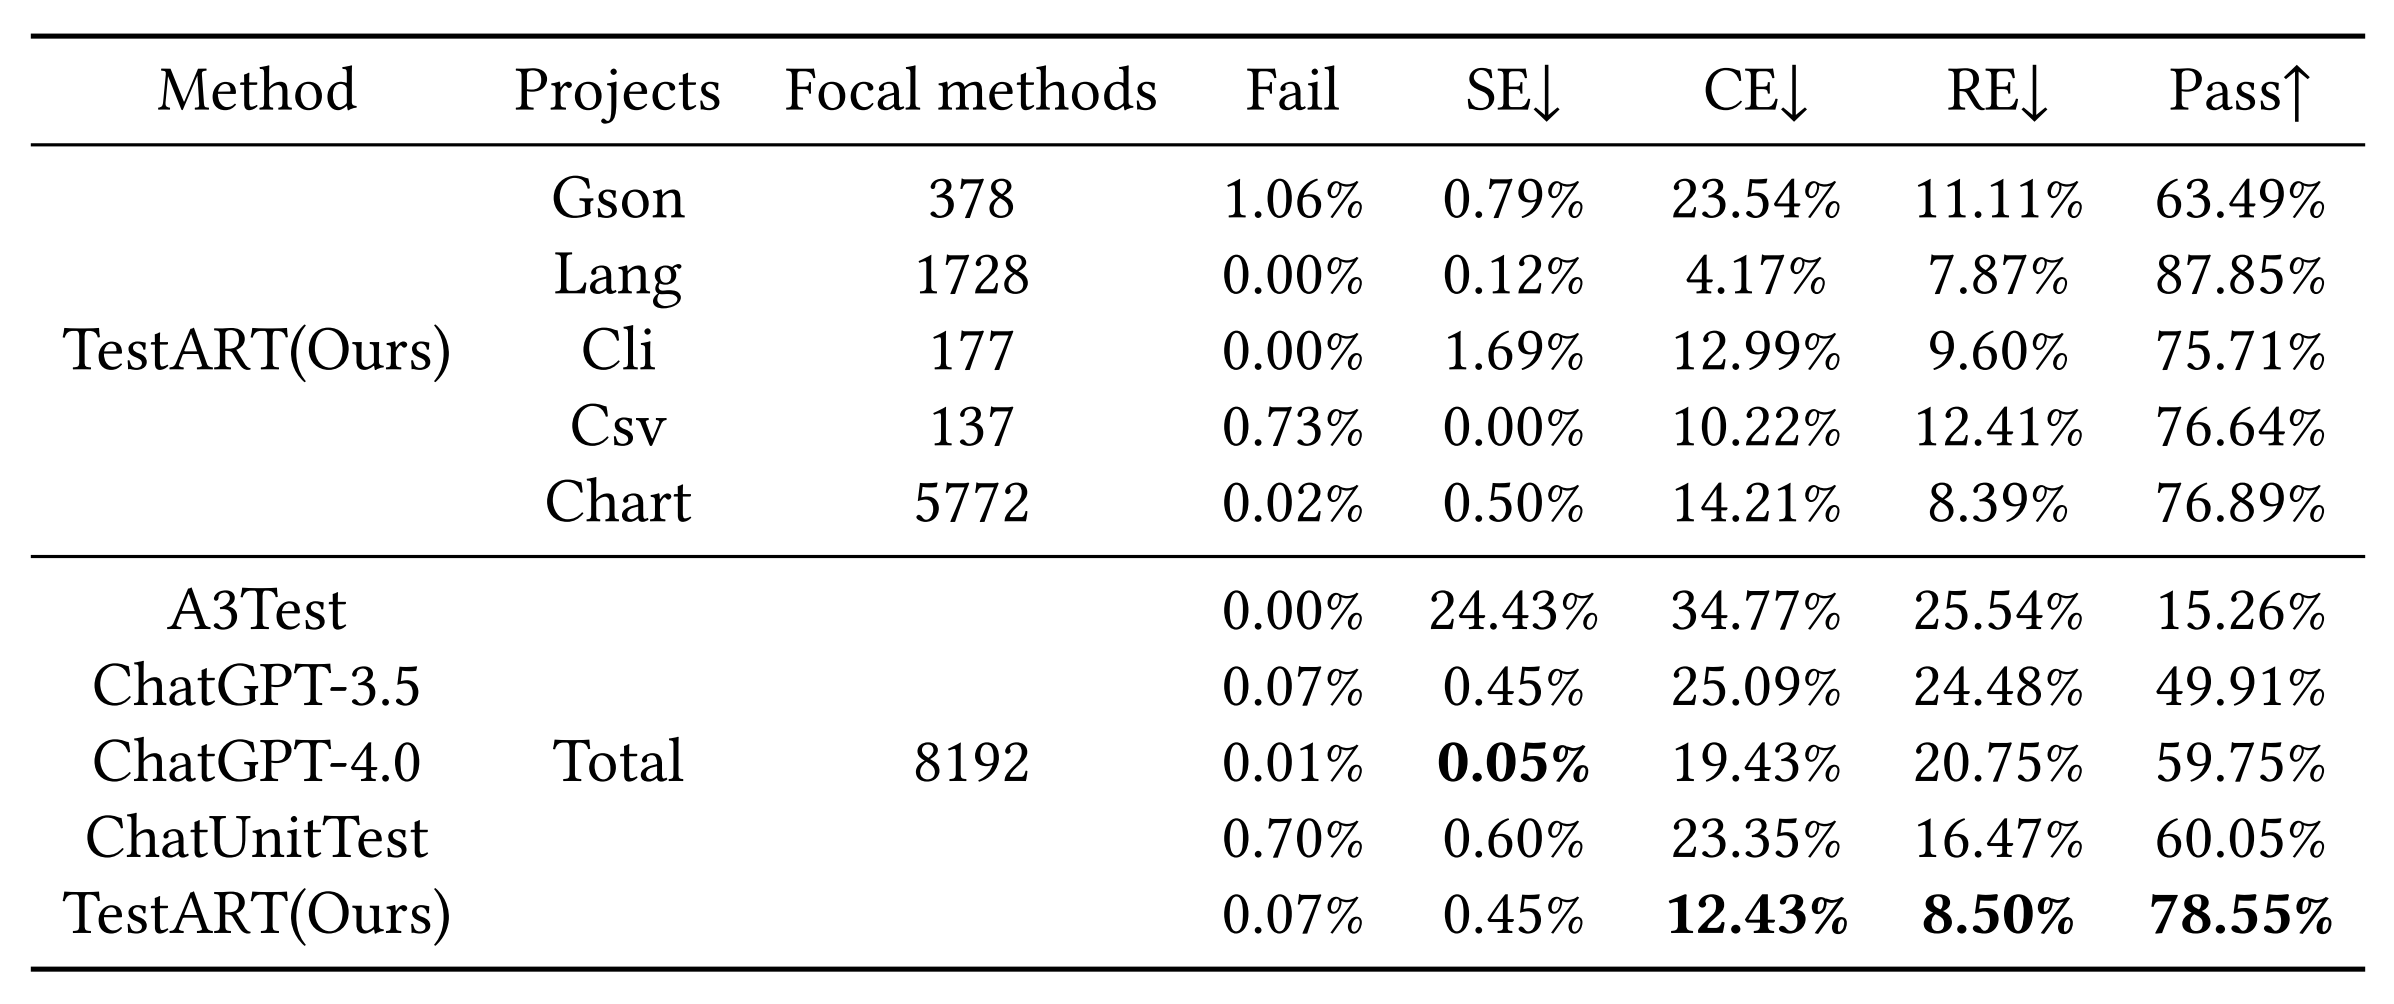 Method Projects Focal methods Fail SE↓ CE↓ RE↓ Pass↑
Gson 378 1.06% 0.79% 23.54% 11.11% 63.49%
Lang 1728 0.00% 0.12% 4.17% 7.87% 87.85%
TestART(Ours) Cli 177 0.00% 1.69% 12.99% 9.60% 75.71%
Csv 137 0.73% 0.00% 10.22% 12.41% 76.64%
Chart 5772 0.02% 0.50% 14.21% 8.39% 76.89%
A3Test 0.00% 24.43% 34.77% 25.54% 15.26%
ChatGPT-3.5 0.07% 0.45% 25.09% 24.48% 49.91%
ChatGPT-4.0 Total 8192 0.01% 0.05% 19.43% 20.75% 59.75%
ChatUnitTest 0.70% 0.60% 23.35% 16.47% 60.05%
TestART(Ours) 0.07% 0.45% 12.43% 8.50% 78.55%